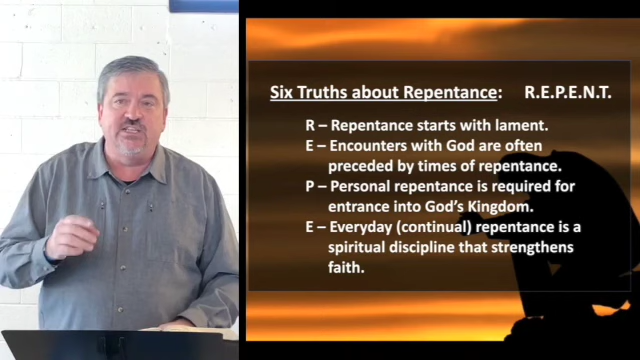 Six Truths about Repentance: R.E.P.E.N.T.
R – Repentance starts with lament.
E – Encounters with God are often
preceded by times of repentance.
P – Personal repentance is required for
entrance into God's Kingdom.
E – Everyday (continual) repentance is a
spiritual discipline that strengthens
faith.